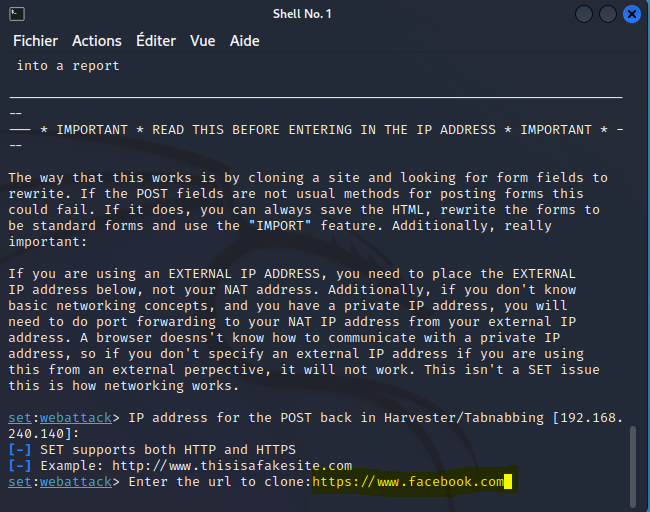 Shell No. 1
Fichier Actions Éditer Vue Aide
into a report
--- * IMPORTANT * READ THIS BEFORE ENTERING IN THE IP ADDRESS * IMPORTANT * -
--
The way that this works is by cloning a site and looking for form fields to
rewrite. If the POST fields are not usual methods for posting forms this
could fail. If it does, you can always save the HTML, rewrite the forms to
be standard forms and use the "IMPORT" feature. Additionally, really
important:
If you are using an EXTERNAL IP ADDRESS, you need to place the EXTERNAL
IP address below, not your NAT address. Additionally, if you don't know
basic networking concepts, and you have a private IP address, you will
need to do port forwarding to your NAT IP address from your external IP
address. A browser doesns't know how to communicate with a private IP
address, so if you don't specify an external IP address if you are using
this from an external perpective, it will not work. This isn't a SET issue
this is how networking works.
set:webattack> IP address for the POST back in Harvester/Tabnabbing [192.168.
240.140]:
[-] SET supports both HTTP and HTTPS
[-] Example: http://www.thisisafakesite.com
set:webattack> Enter the url to clone:https://www.facebook.com